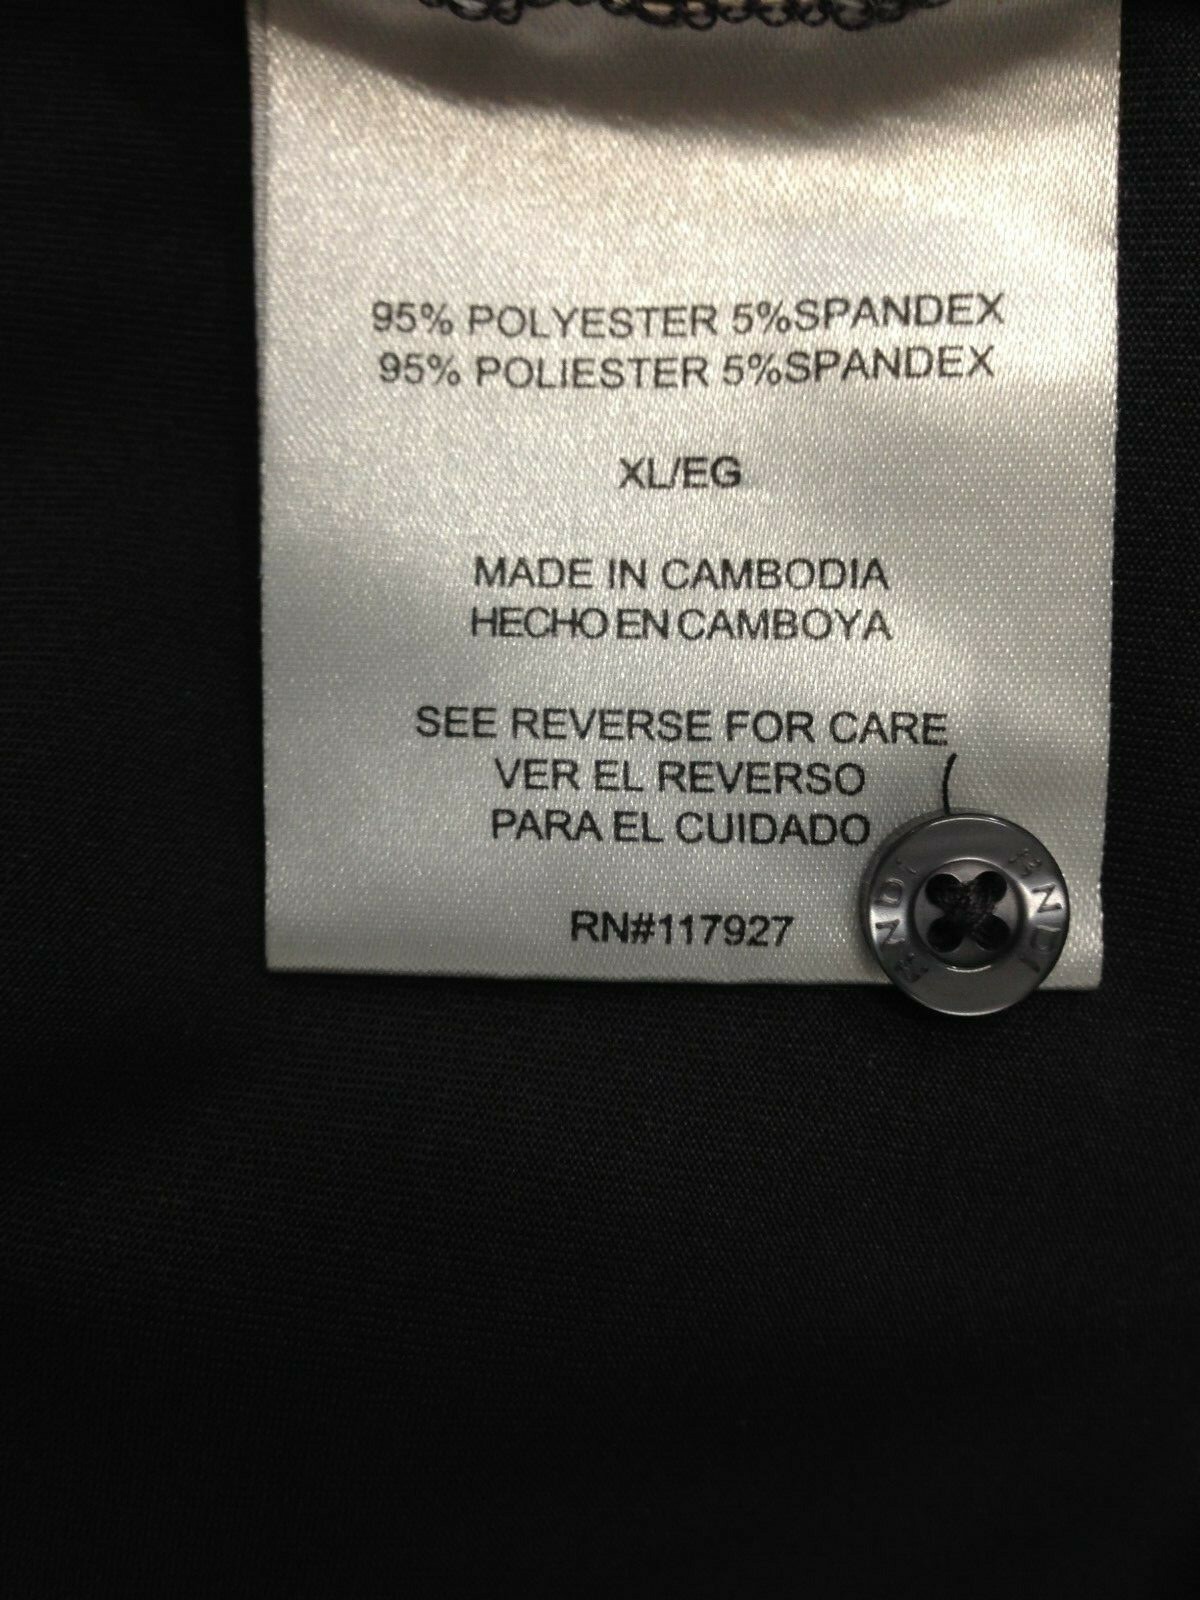 95% POLYESTER 5%SPANDEX
95% POLIESTER 5%SPANDEX
XL/EG
MADE IN CAMBODIA
HECHO EN CAMBOYA
SEE REVERSE FOR CARE
VER EL REVERSO
PARA EL CUIDADO
RN#117927